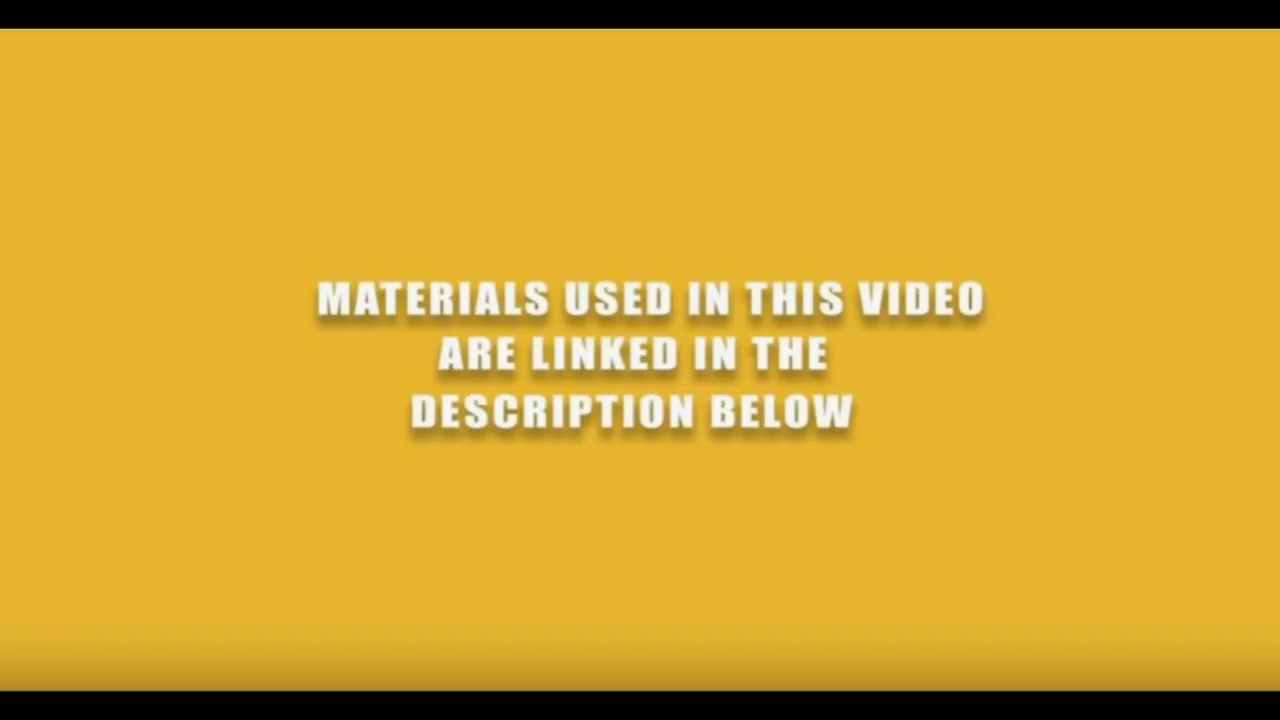 MATERIALS USED IN THIS VIDEO
ARE LINKED IN THE
DESCRIPTION BELOW